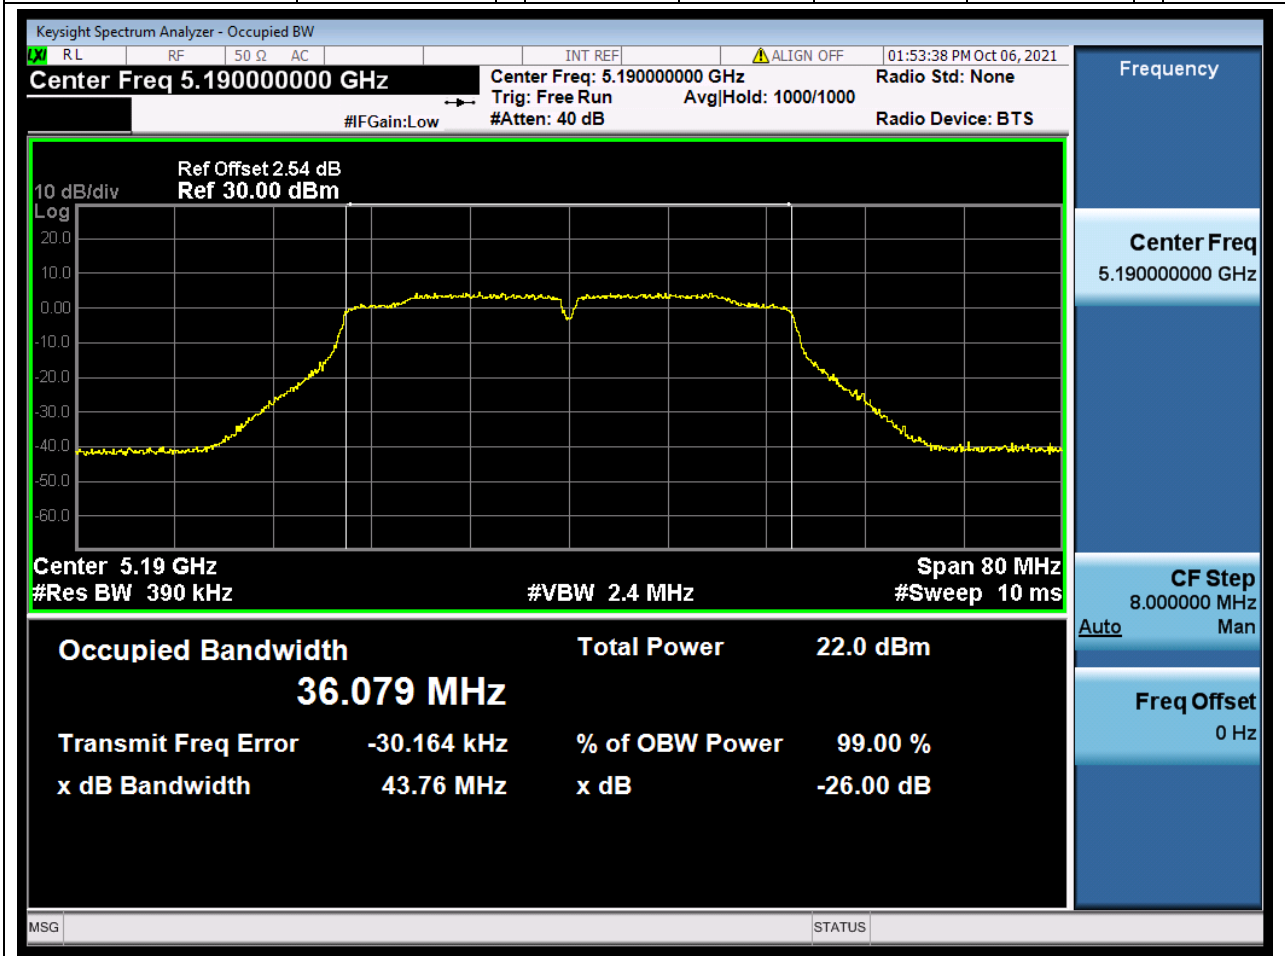 Keysight Spectrum Analyzer - Occupied BW
LXI RL RF 50 Ω AC INT REF ALIGN OFF 01:53:38 PM Oct 06, 2021
Center Freq 5.190000000 GHz
Center Freq: 5.190000000 GHz Radio Std: None
Trig: Free Run Avg|Hold: 1000/1000
#IFGain:Low #Atten: 40 dB Radio Device: BTS
Ref Offset 2.54 dB
10 dB/div Ref 30.00 dBm
Log
20.0
10.0
0.00
-10.0
-20.0
-30.0
-40.0
-50.0
-60.0
Center 5.19 GHz Span 80 MHz
#Res BW 390 kHz #VBW 2.4 MHz #Sweep 10 ms
Occupied Bandwidth Total Power 22.0 dBm
36.079 MHz
Transmit Freq Error -30.164 kHz % of OBW Power 99.00 %
x dB Bandwidth 43.76 MHz x dB -26.00 dB
Frequency
Center Freq
5.190000000 GHz
CF Step
8.000000 MHz
Auto Man
Freq Offset
0 Hz
MSG STATUS